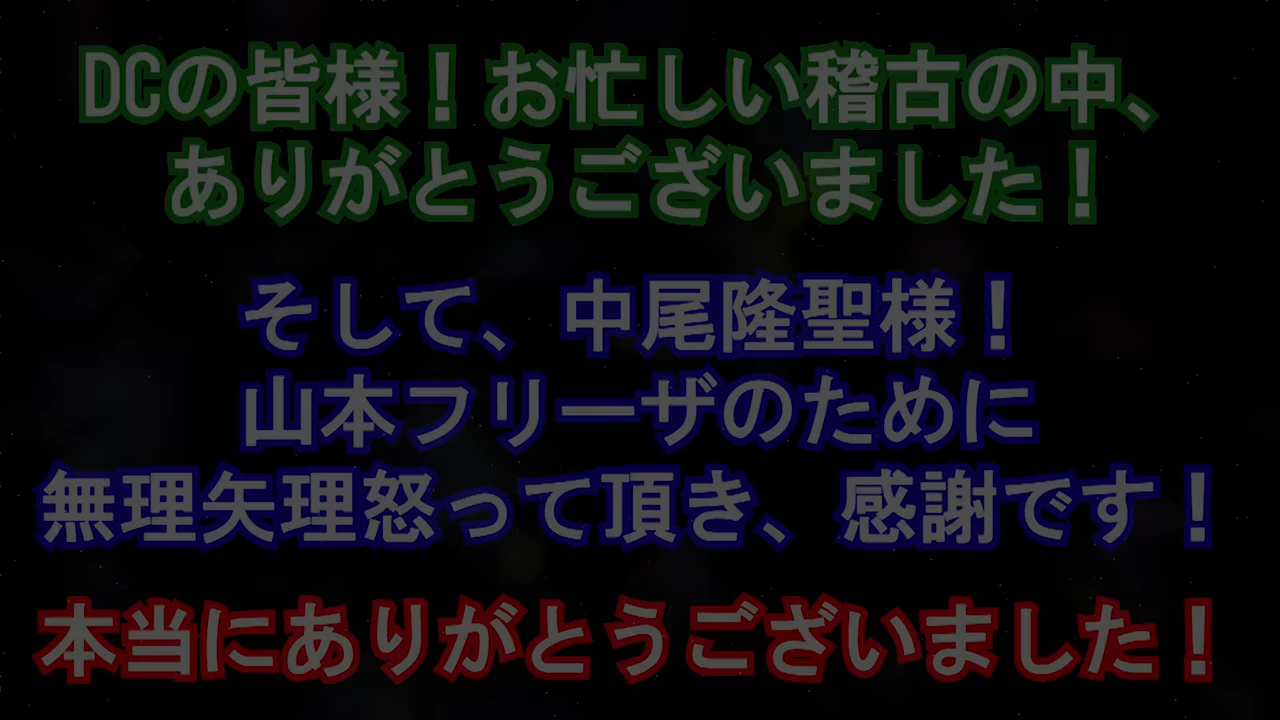 DCの皆様！お忙しい稽古の中、
ありがとうございました！
そして、中尾隆聖様！
山本フリーザのために
無理矢理怒って頂き、感謝です！
本当にありがとうございました！